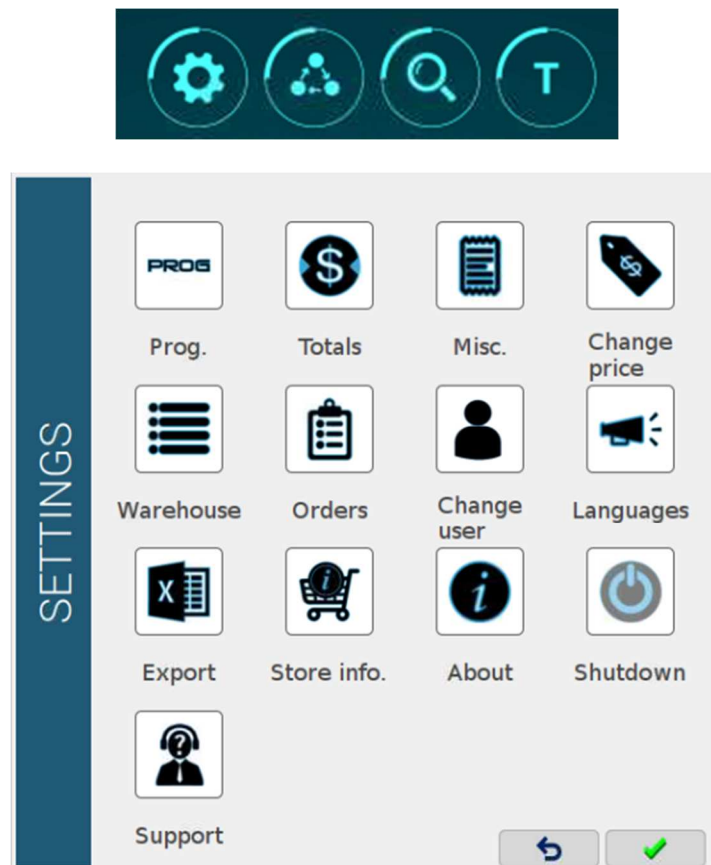 T
PROG
$
$
Prog.
Totals
Misc.
Change
price
SETTINGS
Warehouse
Orders
Change
user
Languages
X
i
i
Export
Store info.
About
Shutdown
?
Support